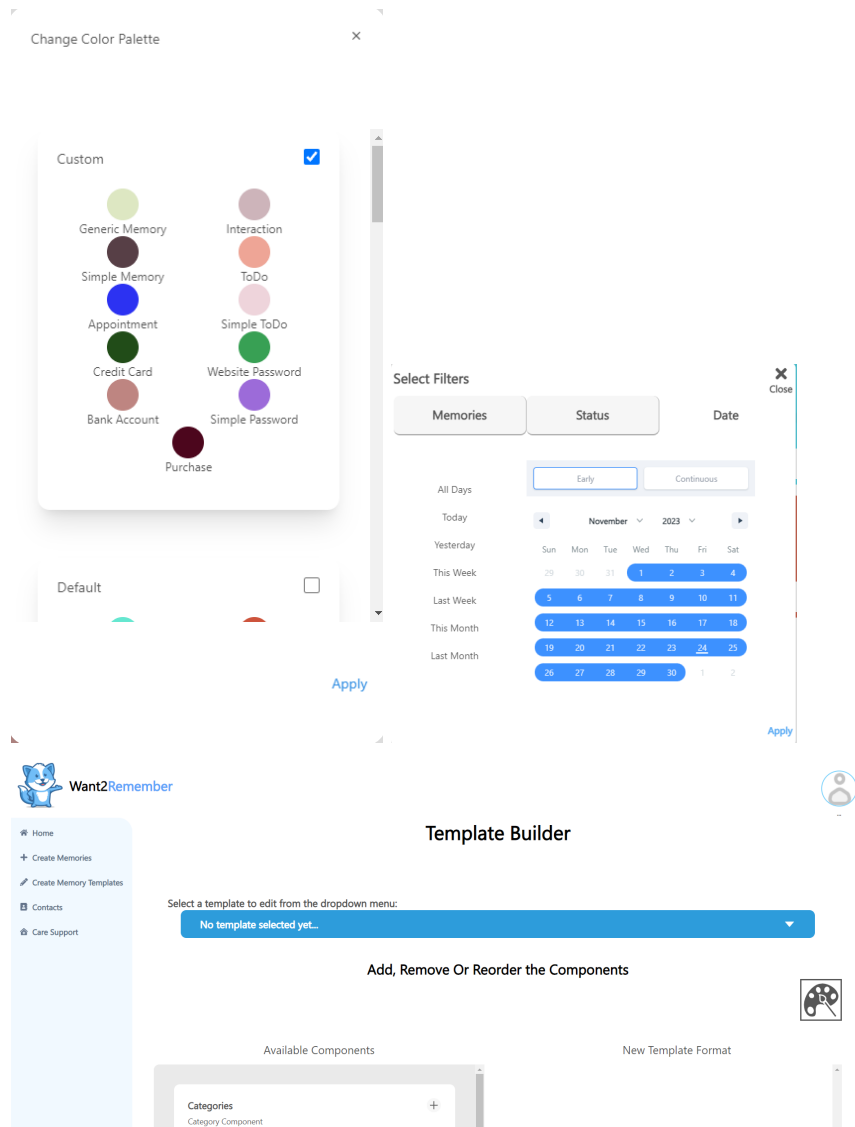 Change Color Palette ×
Custom
Generic Memory Interaction
Simple Memory ToDo
Appointment Simple ToDo
Credit Card Website Password
Bank Account Simple Password
Purchase
Default
Apply
Select Filters
Close
Memories Status Date
Early Continuous
All Days
Today
Yesterday
This Week
Last Week
This Month
Last Month
November 2023
Sun Mon Tue Wed Thu Fri Sat
29 30 31 1 2 3 4
5 6 7 8 9 10 11
12 13 14 15 16 17 18
19 20 21 22 23 24 25
26 27 28 29 30 1 2
Apply
Want2Remember
Home
Create Memories
Create Memory Templates
Contacts
Care Support
Template Builder
Select a template to edit from the dropdown menu:
No template selected yet...
Add, Remove Or Reorder the Components
Available Components
New Template Format
Categories +
Category Component